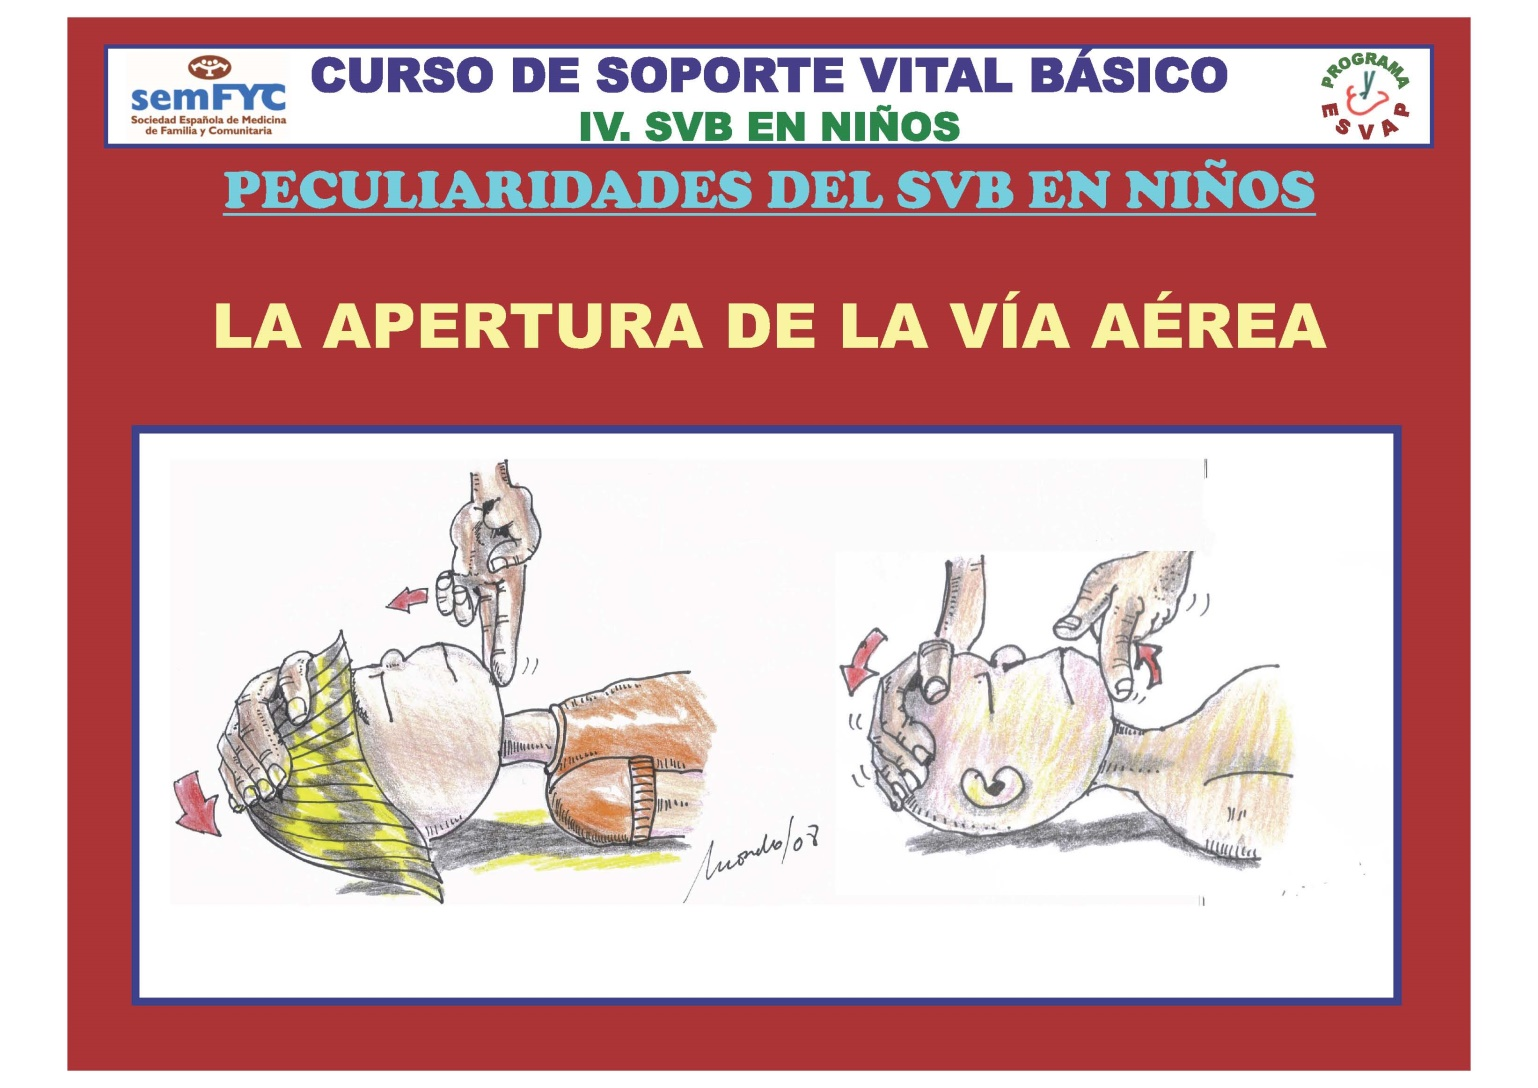 semFYC
Sociedad Española de Medicina
de Familia y Comunitaria
CURSO DE SOPORTE VITAL BÁSICO
IV. SVB EN NIÑOS
PROGRAMA
ESVAP
PECULIARIDADES DEL SVB EN NIÑOS
LA APERTURA DE LA VÍA AÉREA